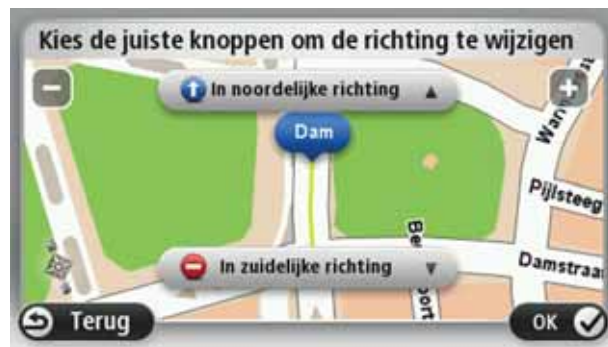 Kies de juiste knoppen om de richting te wijzigen
In noordelijke richting
Dam
Pijlsteeg
In zuidelijke richting
Terug
OK